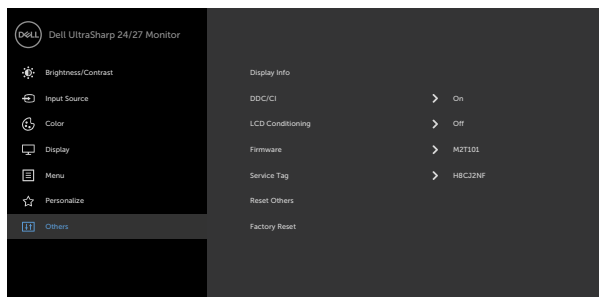 DELL Dell UltraSharp 24/27 Monitor
Brightness/Contrast Display Info
Input Source DDC/CI On
Color LCD Conditioning Off
Display Firmware M2T101
Menu Service Tag H8CJ2NF
Personalize Reset Others
Others Factory Reset